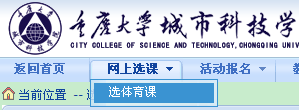 重庆大学城市科技学
CITY COLLEGE OF SCIENCE AND TECHNOLOGY, CHONGQING UNIV
返回首页 网上选课 活动报名
当前位置 --
选体育课